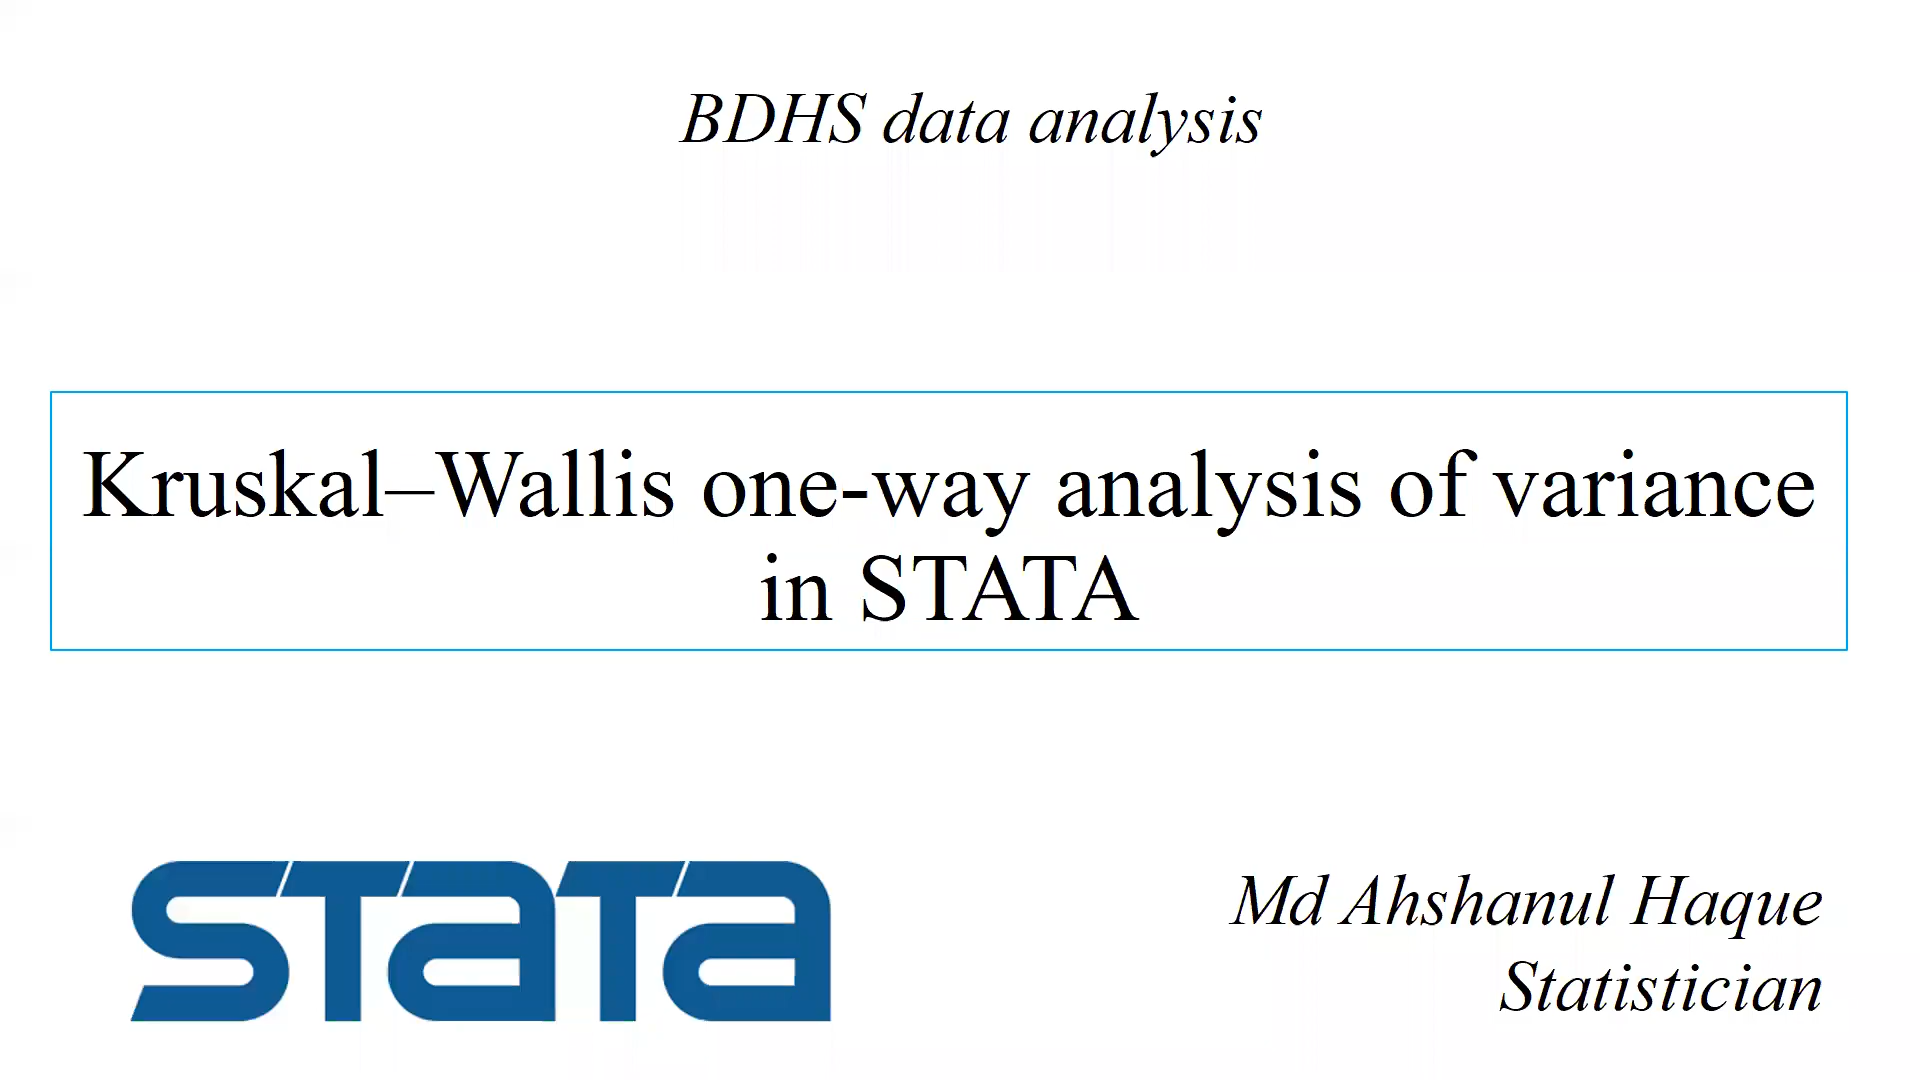 BDHS data analysis
Kruskal–Wallis one-way analysis of variance
in STATA
STATA
Md Ahshanul Haque
Statistician